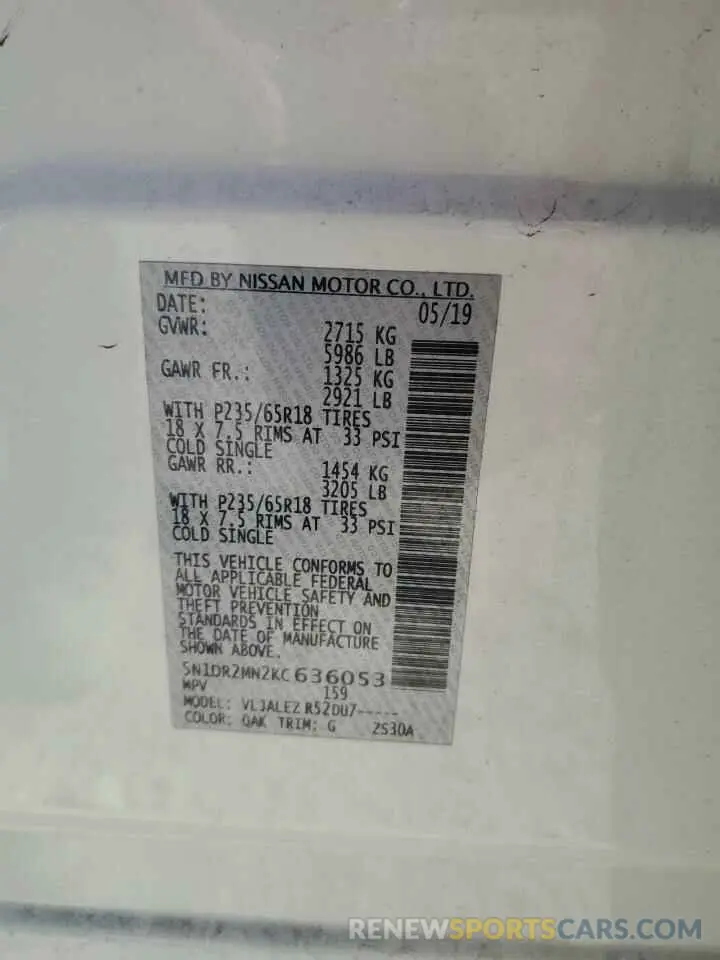 MFD BY NISSAN MOTOR CO., LTD.
DATE: 05/19
GVWR: 2715 KG
5986 LB
GAWR FR.: 1325 KG
2921 LB
WITH P235/65R18 TIRES
18 X 7.5 RIMS AT 33 PSI
COLD SINGLE
GAWR RR.: 1454 KG
3205 LB
WITH P235/65R18 TIRES
18 X 7.5 RIMS AT 33 PSI
COLD SINGLE
THIS VEHICLE CONFORMS TO
ALL APPLICABLE FEDERAL
MOTOR VEHICLE SAFETY AND
THEFT PREVENTION
STANDARDS IN EFFECT ON
THE DATE OF MANUFACTURE
SHOWN ABOVE.
5N1DR2MN2KC636053
MPV 159
MODEL: VLJALEZ R52DU7-----
COLOR: QAK TRIM: G 2S30A
RENEWSPORTSCARS.COM